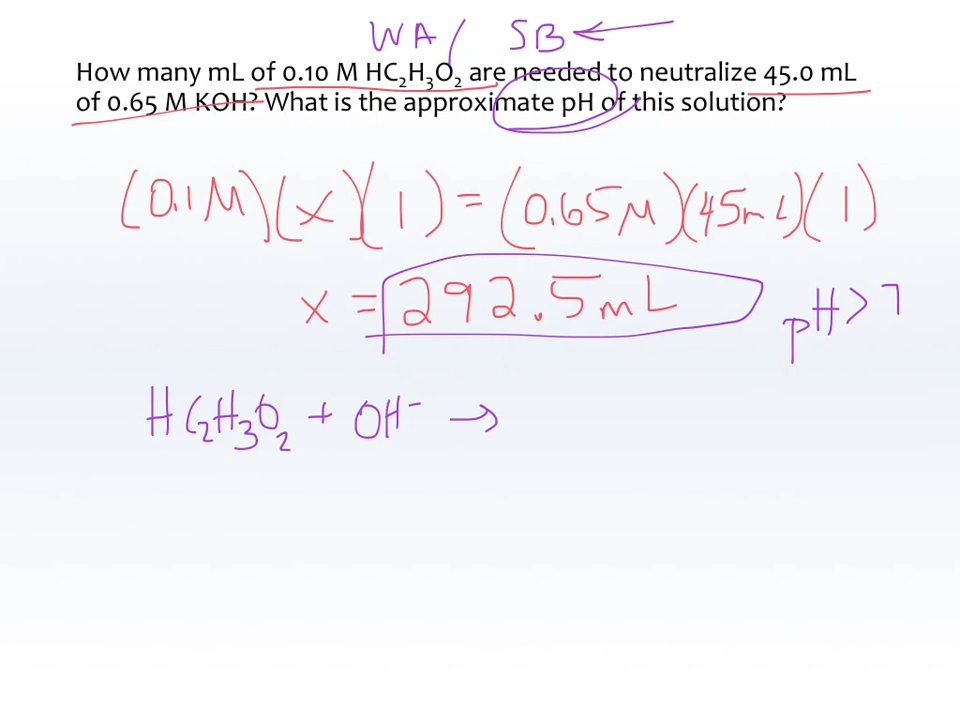 WA / SB ←
How many mL of 0.10 M HC₂H₃O₂ are needed to neutralize 45.0 mL
of 0.65 M KOH? What is the approximate pH of this solution?
(0.1M)(x)(1) = (0.65M)(45mL)(1)
x = 292.5mL
pH > 7
HC₂H₃O₂ + OH⁻ →